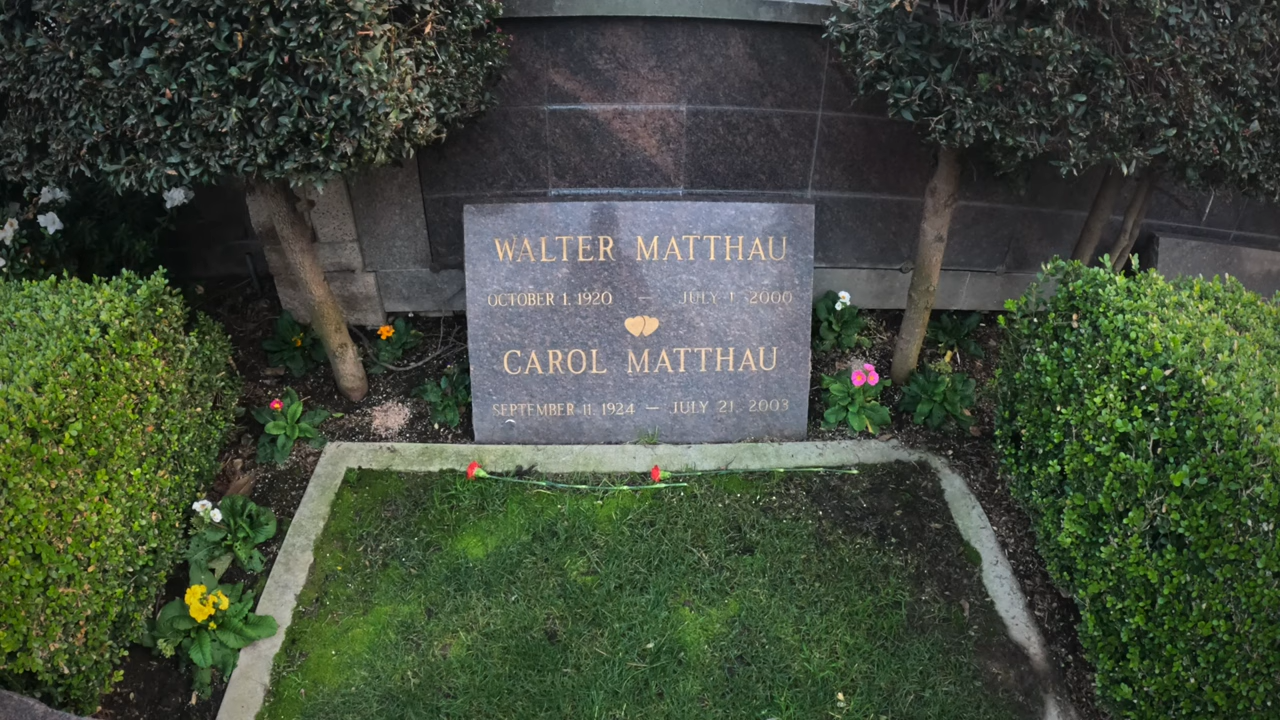 WALTER MATTHAU
OCTOBER 1, 1920 — JULY 1, 2000
CAROL MATTHAU
SEPTEMBER 11, 1924 — JULY 21, 2003